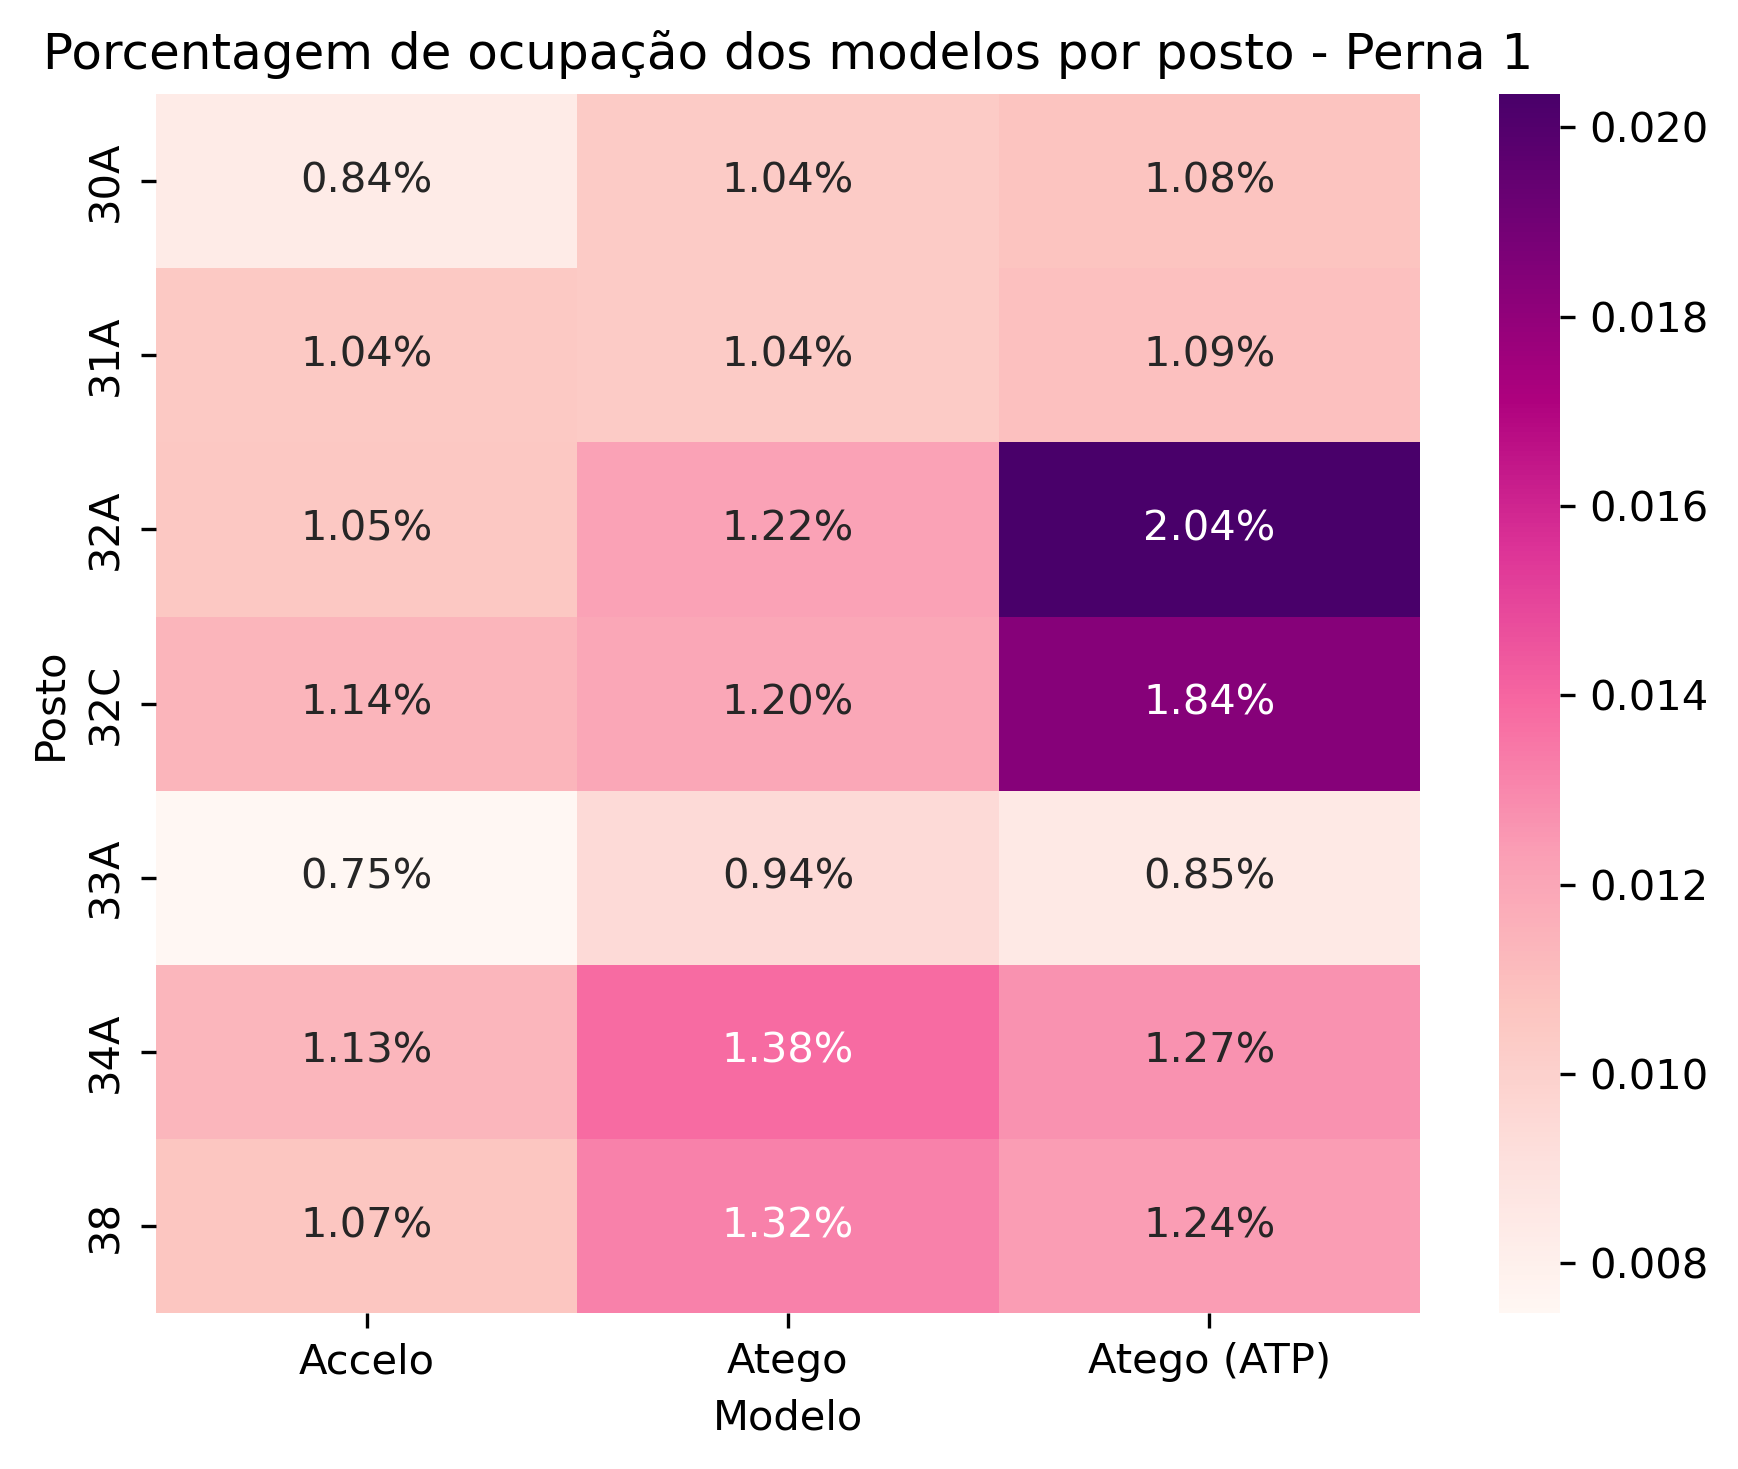 Porcentagem de ocupação dos modelos por posto - Perna 1
30A 0.84% 1.04% 1.08%
31A 1.04% 1.04% 1.09%
32A 1.05% 1.22% 2.04%
32C 1.14% 1.20% 1.84%
33A 0.75% 0.94% 0.85%
34A 1.13% 1.38% 1.27%
38 1.07% 1.32% 1.24%
Posto
Accelo Atego Atego (ATP)
Modelo
0.020
0.018
0.016
0.014
0.012
0.010
0.008